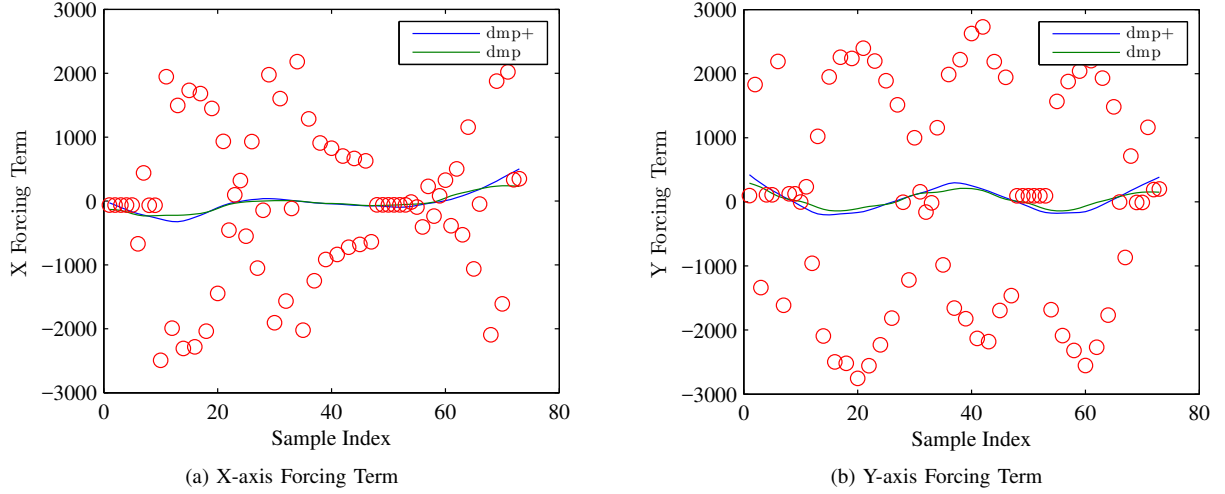 3000
2000
1000
0
−1000
−2000
−3000
X Forcing Term
dmp+
dmp
0 20 40 60 80
Sample Index
(a) X-axis Forcing Term
3000
2000
1000
0
−1000
−2000
−3000
Y Forcing Term
dmp+
dmp
0 20 40 60 80
Sample Index
(b) Y-axis Forcing Term